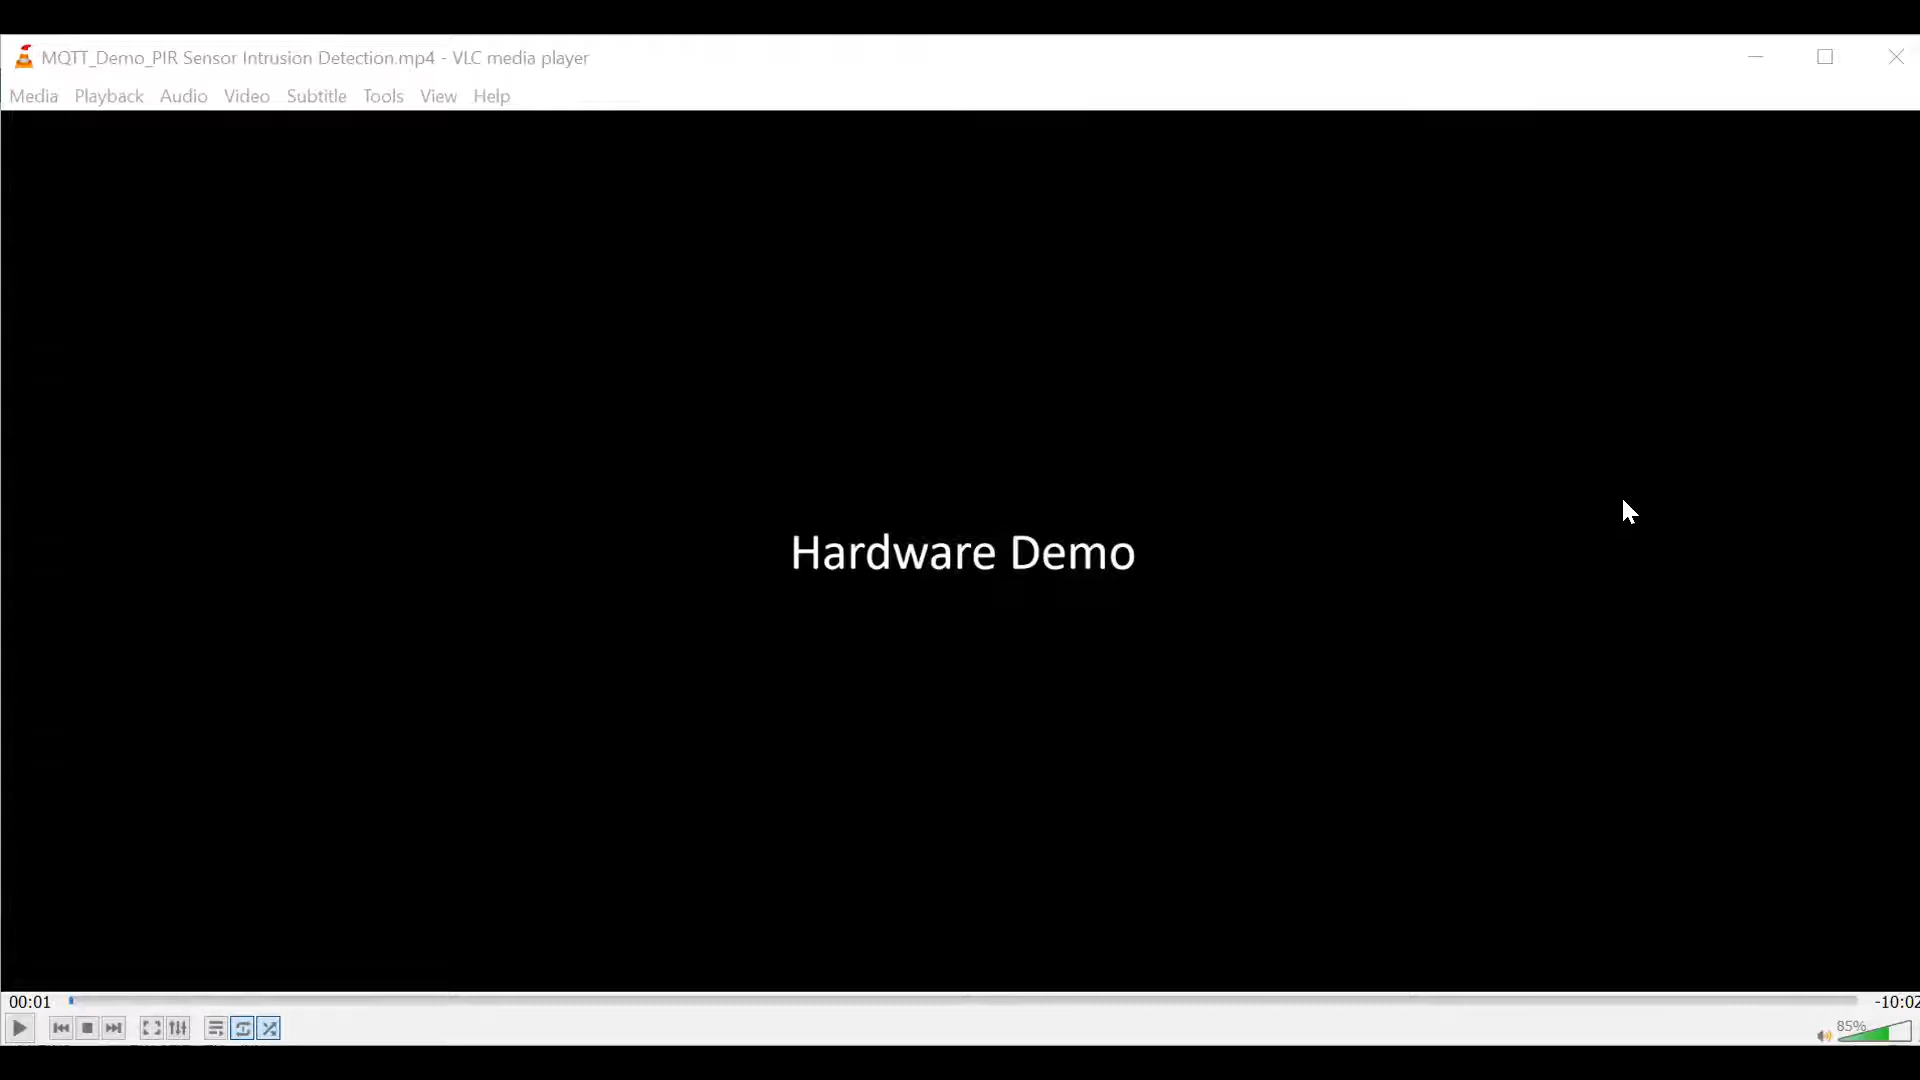 MQTT_Demo_PIR Sensor Intrusion Detection.mp4 - VLC media player
Media Playback Audio Video Subtitle Tools View Help
Hardware Demo
00:01
-10:02
85%